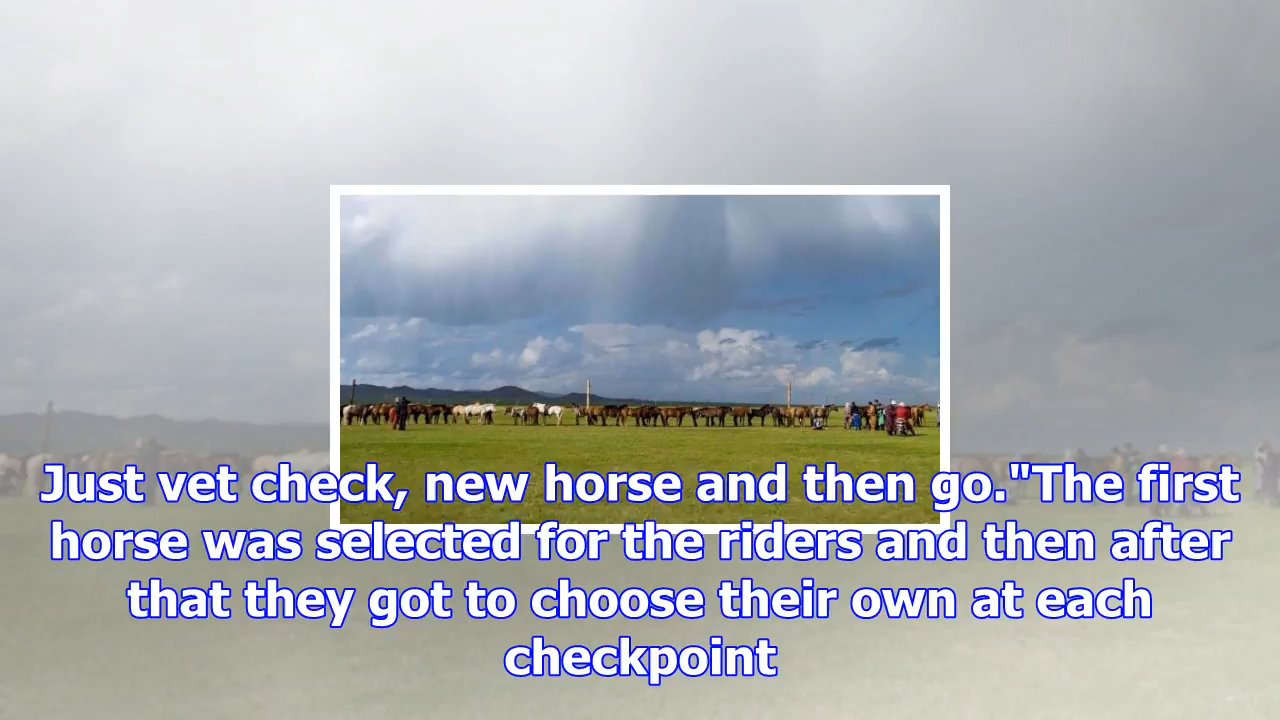 Just vet check, new horse and then go."The first
horse was selected for the riders and then after
that they got to choose their own at each
checkpoint